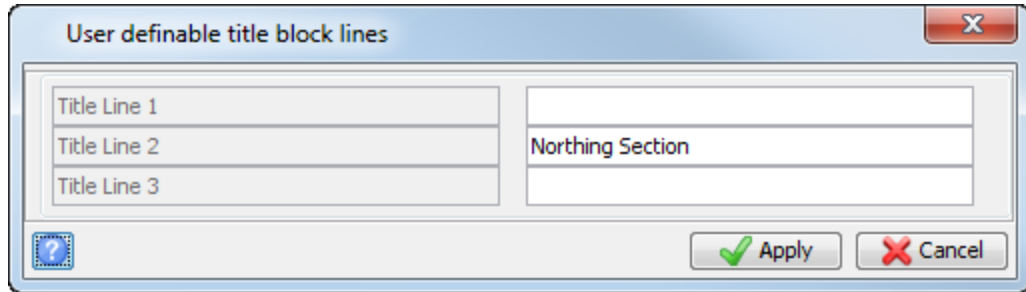 User definable title block lines
Title Line 1
Title Line 2 Northing Section
Title Line 3
? Apply Cancel